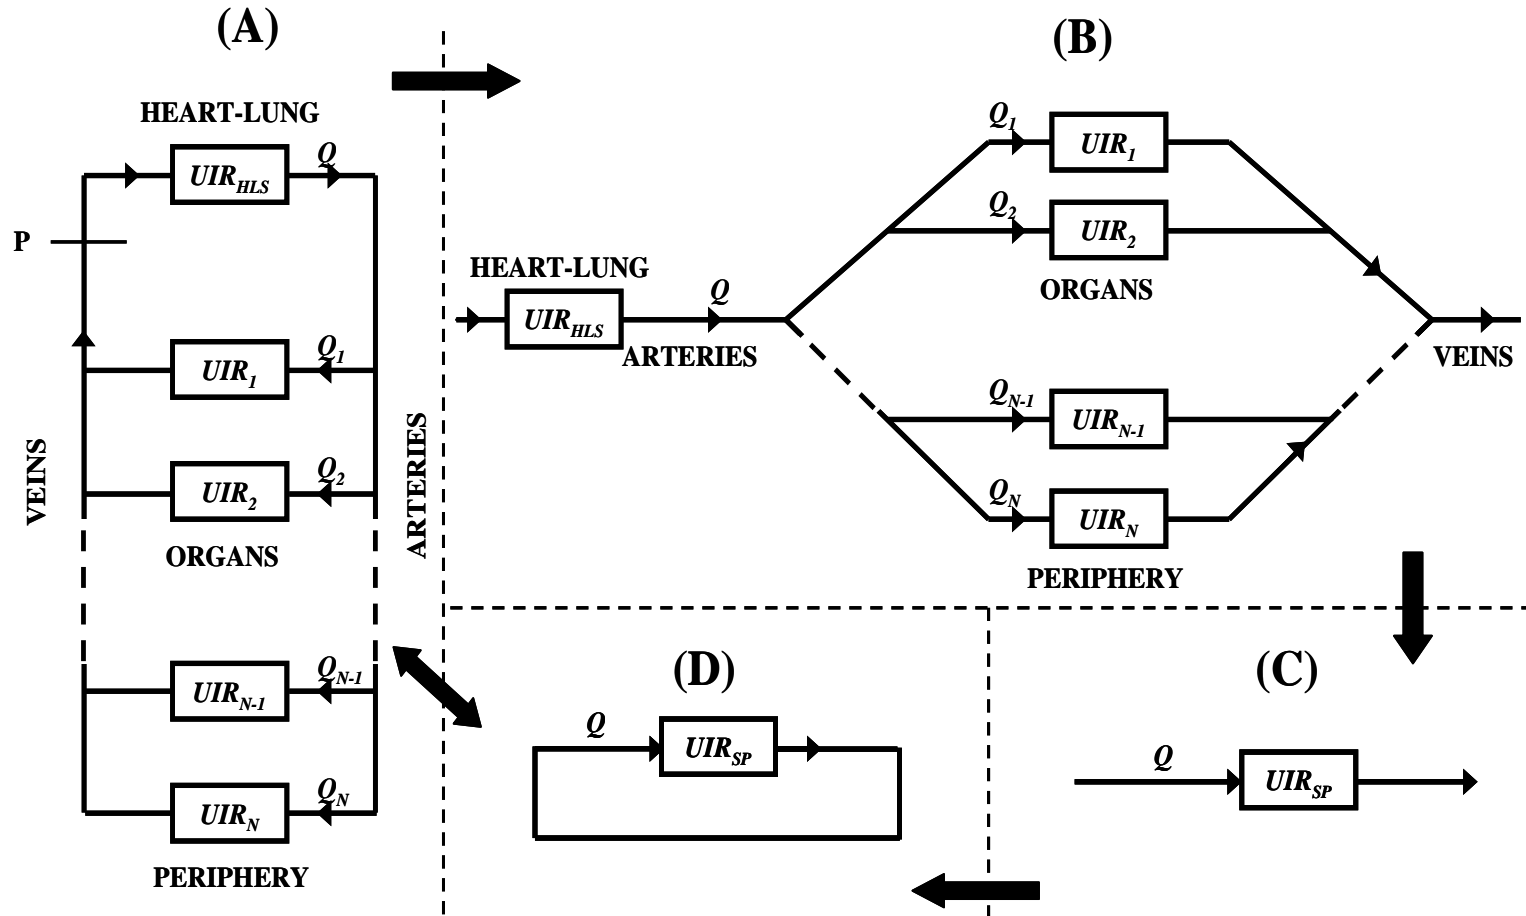 (A)
HEART-LUNG
UIR_HLS
Q
P
UIR_1
Q_1
UIR_2
Q_2
VEINS
ARTERIES
ORGANS
UIR_N-1
Q_N-1
UIR_N
Q_N
PERIPHERY
(B)
Q_1
UIR_1
Q_2
UIR_2
ORGANS
HEART-LUNG
UIR_HLS
Q
ARTERIES
VEINS
Q_N-1
UIR_N-1
Q_N
UIR_N
PERIPHERY
(D)
Q
UIR_SP
(C)
Q
UIR_SP